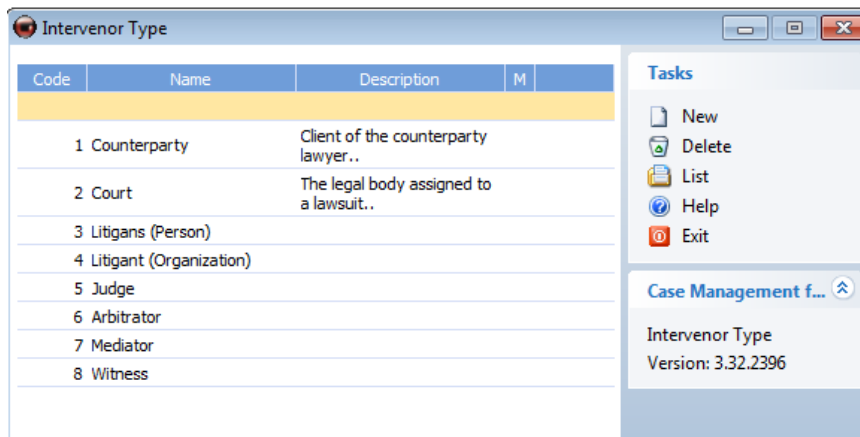 Intervenor Type
Code Name Description M
1 Counterparty Client of the counterparty
lawyer..
2 Court The legal body assigned to
a lawsuit..
3 Litigans (Person)
4 Litigant (Organization)
5 Judge
6 Arbitrator
7 Mediator
8 Witness
Tasks
New
Delete
List
Help
Exit
Case Management f...
Intervenor Type
Version: 3.32.2396